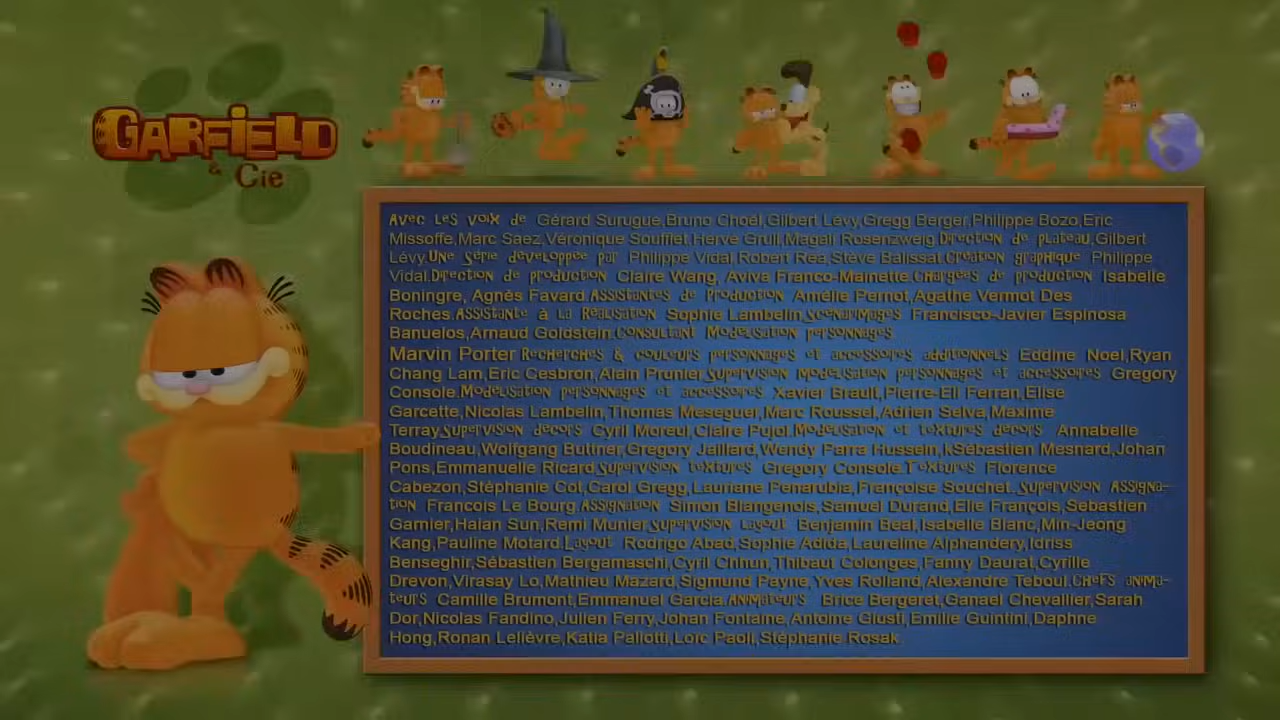 GARFIELD
& Cie
Avec les voix de Gérard Surugue,Bruno Choël,Gilbert Lévy,Gregg Berger,Philippe Bozo,Eric
Missoffe,Marc Saez,Véronique Soufflet,Hervé Grull,Magali Rosenzweig.Direction de plateau,Gilbert
Lévy.Une série développée par Philippe Vidal,Robert Rea,Steve Balissat.Création graphique Philippe
Vidal.Direction de production Claire Wang, Aviva Franco-Mainette.Chargées de production Isabelle
Boningre, Agnés Favard.Assistantes de Production Amélie Pernot,Agathe Vermot Des
Roches.Assistante à la Réalisation Sophie Lambelin.Scenarimages Francisco-Javier Espinosa
Banuelos,Arnaud Goldstein.Consultant Modélisation personnages
Marvin Porter Recherches & couleurs personnages et accessoires additionnels Eddine Noel,Ryan
Chang Lam,Eric Cesbron,Alain Prunier.Supervision modélisation personnages et accessoires Gregory
Console.Modélisation personnages et accessoires. Xavier Brault,Pierre-Eli Ferran,Elise
Garcette,Nicolas Lambelin,Thomas Meseguer,Marc Roussel,Adrien Selva,Maxime
Terray.Supervision décors Cyril Moreul,Claire Pujol.Modélisation et textures décors Annabelle
Boudineau,Wolfgang Buttner,Gregory Jaillard,Wendy Farra Hussein,kSébastien Mesnard,Johan
Pons,Emmanuelle Ricard.Supervision textures Gregory Console.Textures Florence
Cabezon,Stéphanie Cot,Carol Gregg,Lauriane Penarubia,Françoise Souchet.Supervision Assigna-
tion Francois Le Bourg.Assignation Simon Blangenois,Samuel Durand,Elie François,Sebastien
Garnier,Haian Sun,Remi Munier.Supervision Layout Benjamin Beal,Isabelle Blanc,Min-Jeong
Kang,Pauline Motard.Layout Rodrigo Abad,Sophie Adida,Laureline Alphandery,Idriss
Benseghir,Sébastien Bergamaschi,Cyril Chihun,Thibaut Colonges,Fanny Daurat,Cyrille
Drevon,Virasay Lo,Mathieu Mazard,Sigmund Payne,Yves Rolland,Alexandre Teboul.Chefs anima-
teurs Camille Brumont,Emmanuel Garcia.Animateurs Brice Bergeret,Ganael Chevallier,Sarah
Dor,Nicolas Fandino,Julien Ferry,Johan Fontaine,Antoine Giusti,Emilie Guintini,Daphne
Hong,Ronan Lelièvre,Katia Pallotti,Lorc Paoli,Stéphanie Rosak.